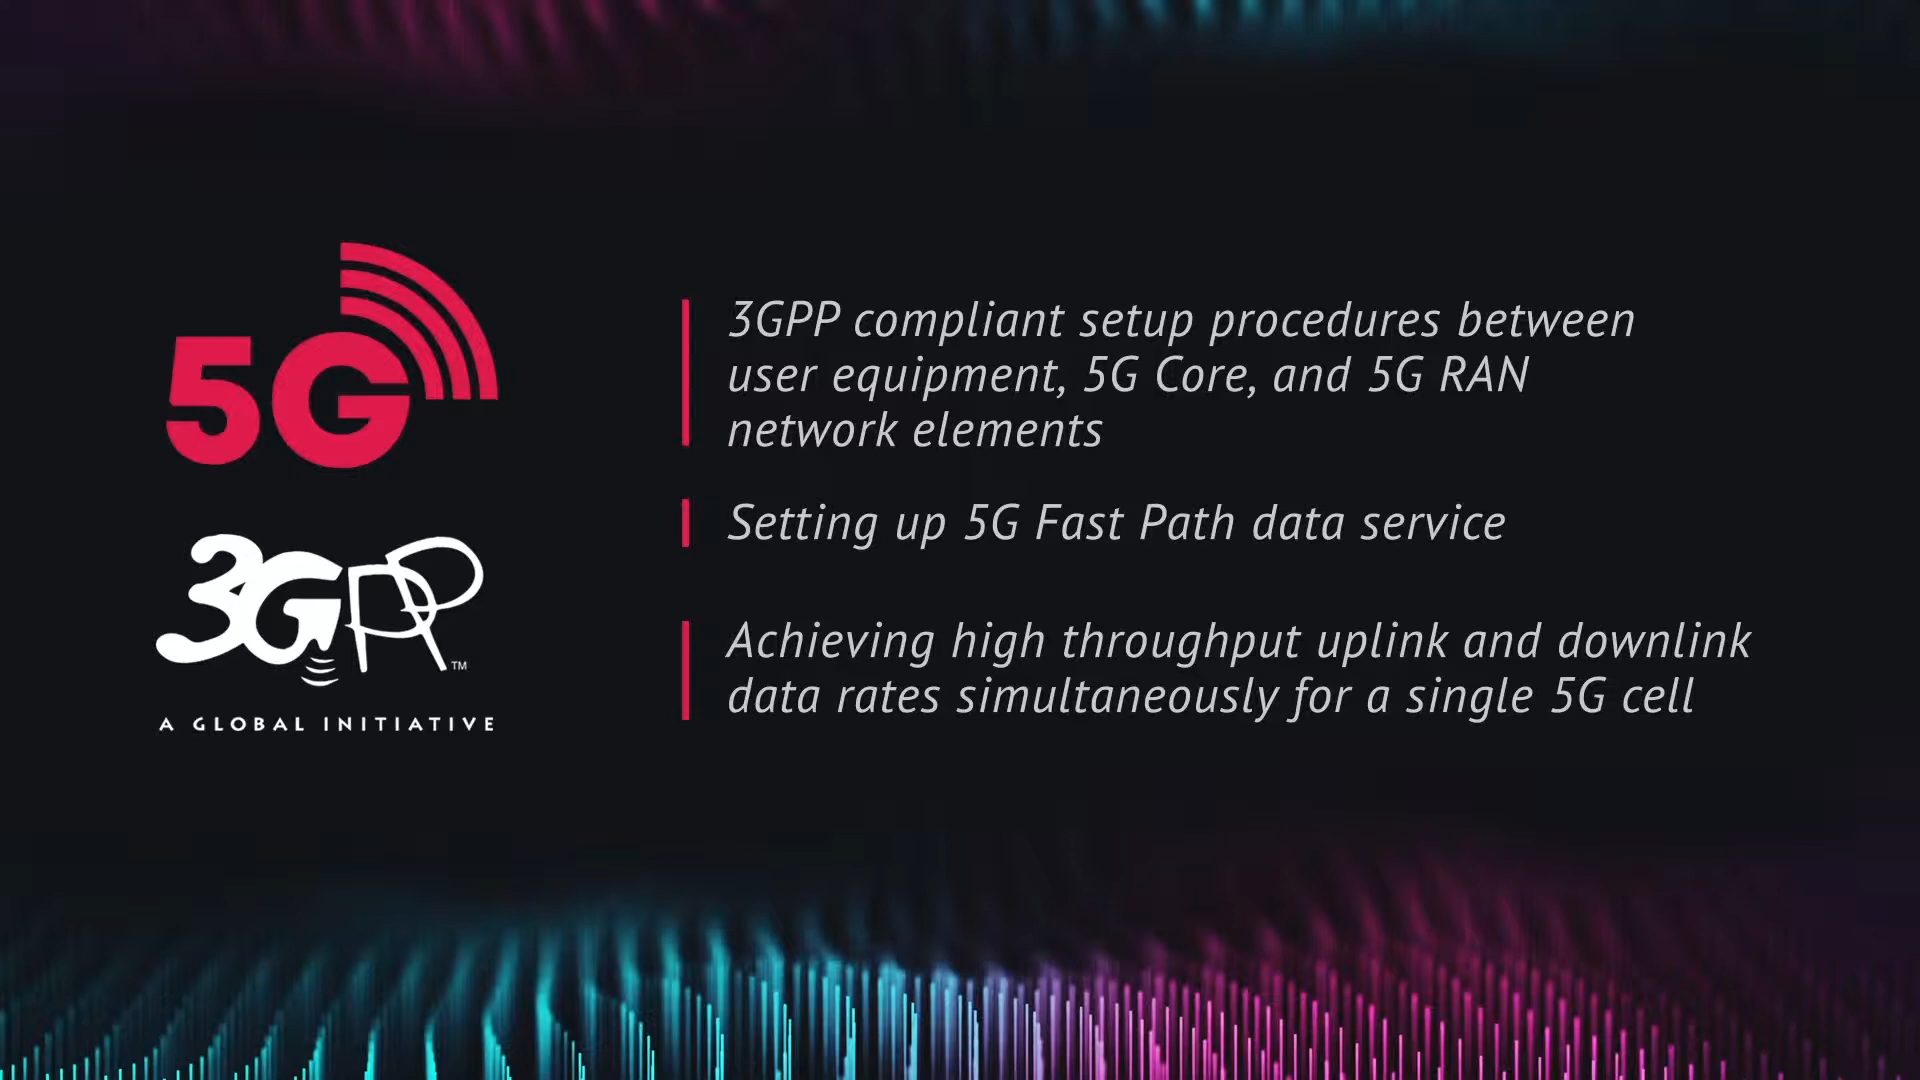 5G
3GPP
TM
A GLOBAL INITIATIVE
3GPP compliant setup procedures between
user equipment, 5G Core, and 5G RAN
network elements
Setting up 5G Fast Path data service
Achieving high throughput uplink and downlink
data rates simultaneously for a single 5G cell